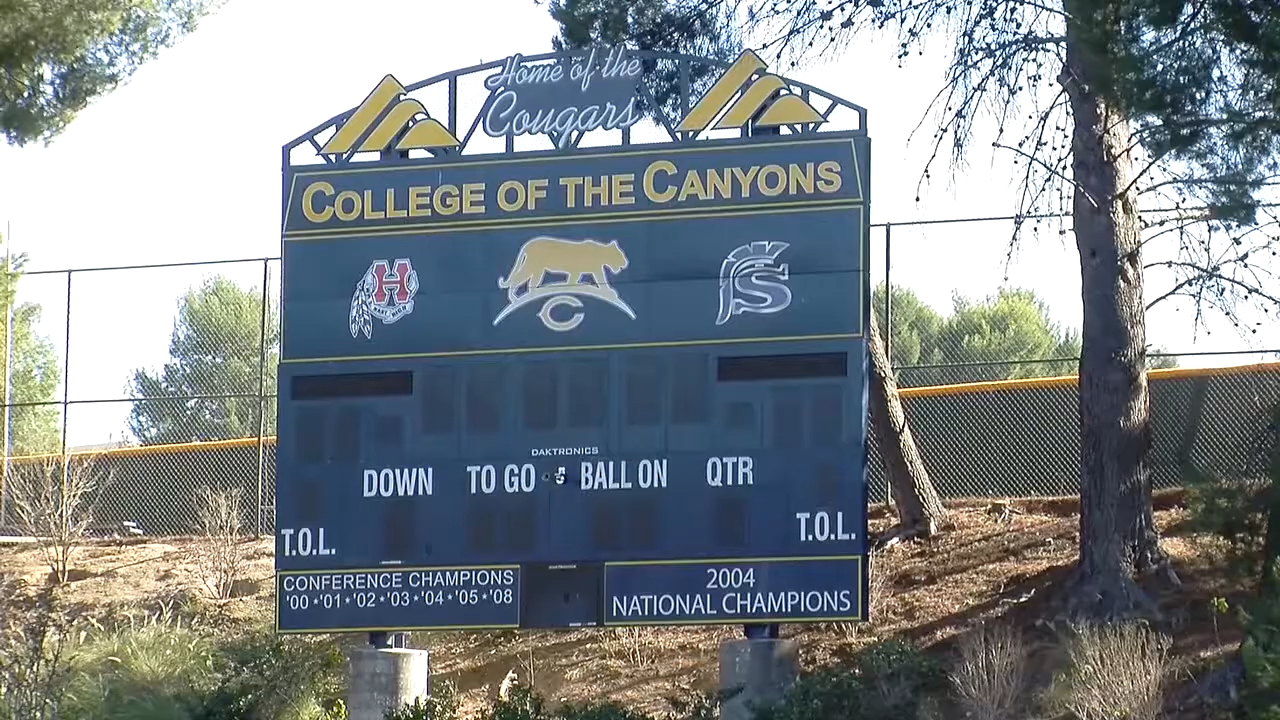 Home of the
Cougars
COLLEGE OF THE CANYONS
H
C
S
DAKTRONICS
DOWN TO GO BALL ON QTR
T.O.L. T.O.L.
CONFERENCE CHAMPIONS
'00 ★ '01 ★ '02 ★ '03 ★ '04 ★ '05 ★ '08
2004
NATIONAL CHAMPIONS